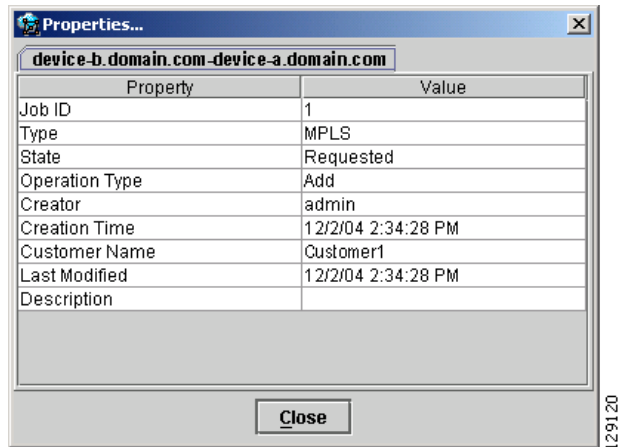 Properties...
device-b.domain.com-device-a.domain.com
Property Value
Job ID 1
Type MPLS
State Requested
Operation Type Add
Creator admin
Creation Time 12/2/04 2:34:28 PM
Customer Name Customer1
Last Modified 12/2/04 2:34:28 PM
Description
Close
129120